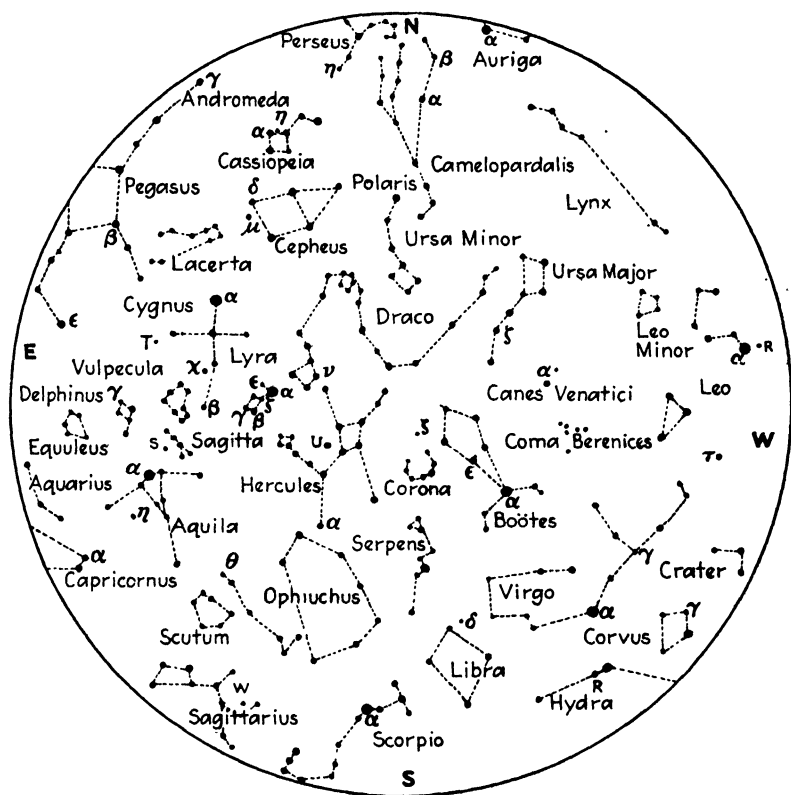 N
Perseus
η
β
α
α
Auriga
γ
Andromeda
η
α
Cassiopeia
Camelopardalis
Pegasus
β
δ
Polaris
μ
Cepheus
Ursa Minor
Lynx
Lacerta
Ursa Major
ε
Cygnus
α
Draco
ζ
Leo Minor
α
R
E
T
Vulpecula
χ
Lyra
ν
α
Canes Venatici
Leo
Delphinus
γ
β
ε
α
ζ
γ
β
Equuleus
S
Sagitta
U
ξ
ε
Coma Berenices
W
τ
Aquarius
α
η
Aquila
Hercules
α
Corona
α
Boötes
Capricornus
α
θ
Serpens
γ
Crater
Ophiuchus
Virgo
α
Scutum
δ
Corvus
γ
Libra
W
Sagittarius
R
Hydra
α
Scorpio
S